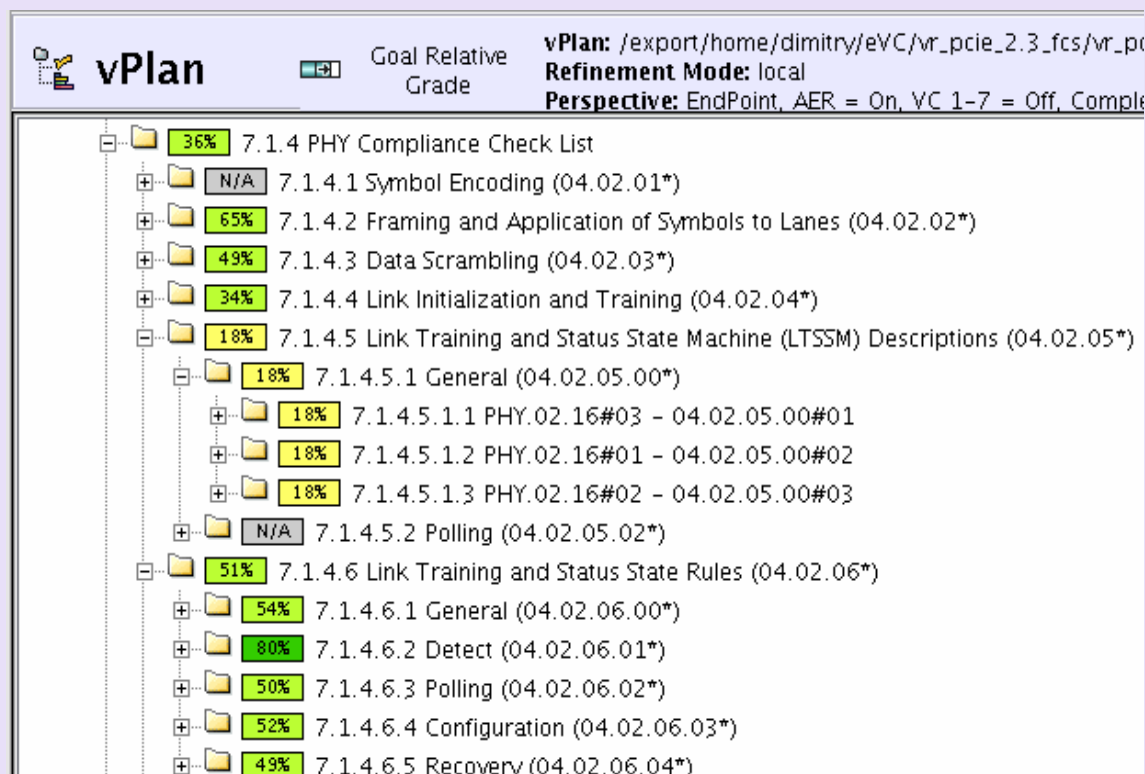 vPlan
Goal Relative
Grade
vPlan: /export/home/dimitry/eVC/vr_pcie_2.3_fcs/vr_pc
Refinement Mode: local
Perspective: EndPoint, AER = On, VC 1-7 = Off, Comple
36% 7.1.4 PHY Compliance Check List
N/A 7.1.4.1 Symbol Encoding (04.02.01*)
65% 7.1.4.2 Framing and Application of Symbols to Lanes (04.02.02*)
49% 7.1.4.3 Data Scrambling (04.02.03*)
34% 7.1.4.4 Link Initialization and Training (04.02.04*)
18% 7.1.4.5 Link Training and Status State Machine (LTSSM) Descriptions (04.02.05*)
18% 7.1.4.5.1 General (04.02.05.00*)
18% 7.1.4.5.1.1 PHY.02.16#03 - 04.02.05.00#01
18% 7.1.4.5.1.2 PHY.02.16#01 - 04.02.05.00#02
18% 7.1.4.5.1.3 PHY.02.16#02 - 04.02.05.00#03
N/A 7.1.4.5.2 Polling (04.02.05.02*)
51% 7.1.4.6 Link Training and Status State Rules (04.02.06*)
54% 7.1.4.6.1 General (04.02.06.00*)
80% 7.1.4.6.2 Detect (04.02.06.01*)
50% 7.1.4.6.3 Polling (04.02.06.02*)
52% 7.1.4.6.4 Configuration (04.02.06.03*)
49% 7.1.4.6.5 Recovery (04.02.06.04*)